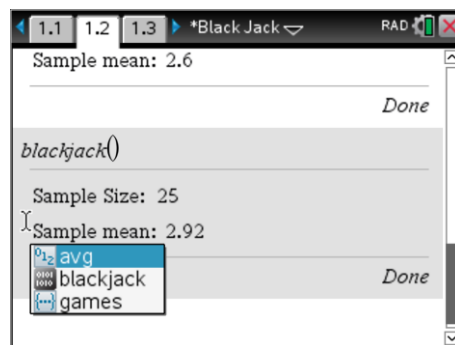 1.1 1.2 1.3 *Black Jack RAD
Sample mean: 2.6
Done
blackjack()
Sample Size: 25
Sample mean: 2.92
012 avg
blackjack
Done
games